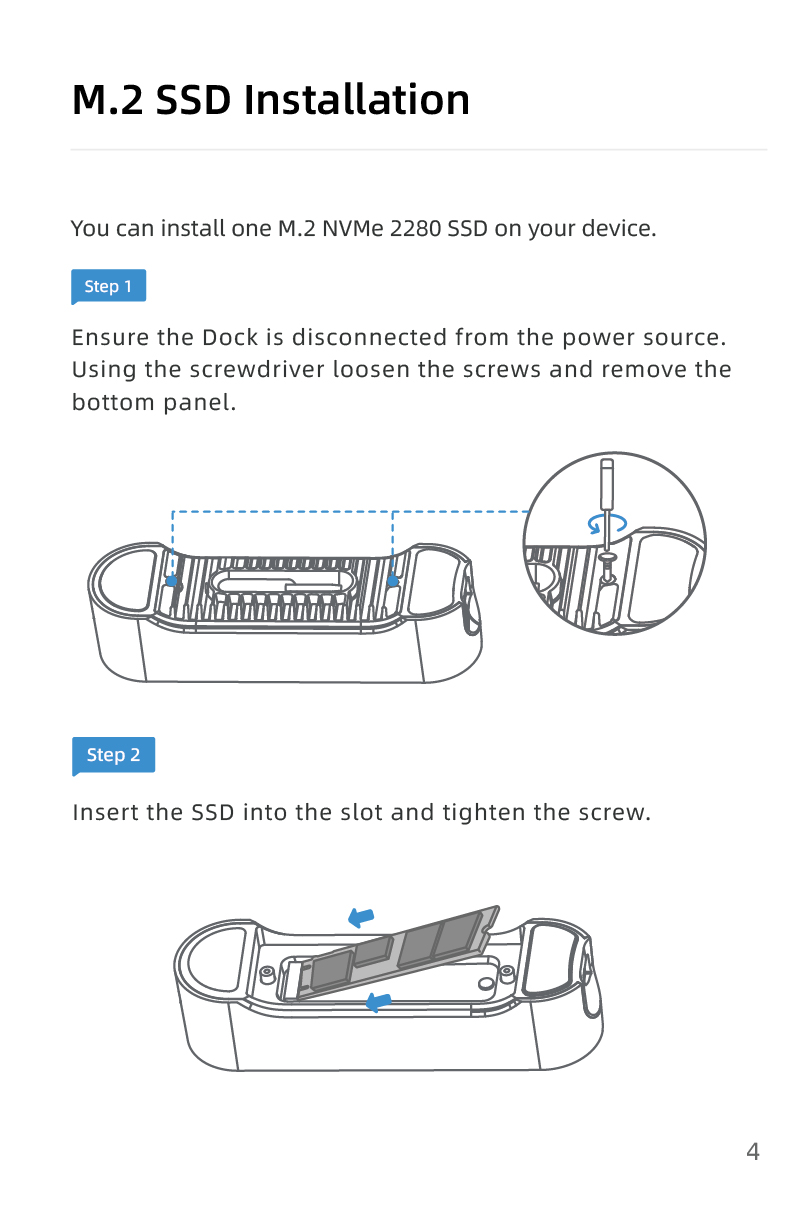 M.2 SSD Installation
You can install one M.2 NVMe 2280 SSD on your device.
Step 1
Ensure the Dock is disconnected from the power source.
Using the screwdriver loosen the screws and remove the
bottom panel.
Step 2
Insert the SSD into the slot and tighten the screw.
4